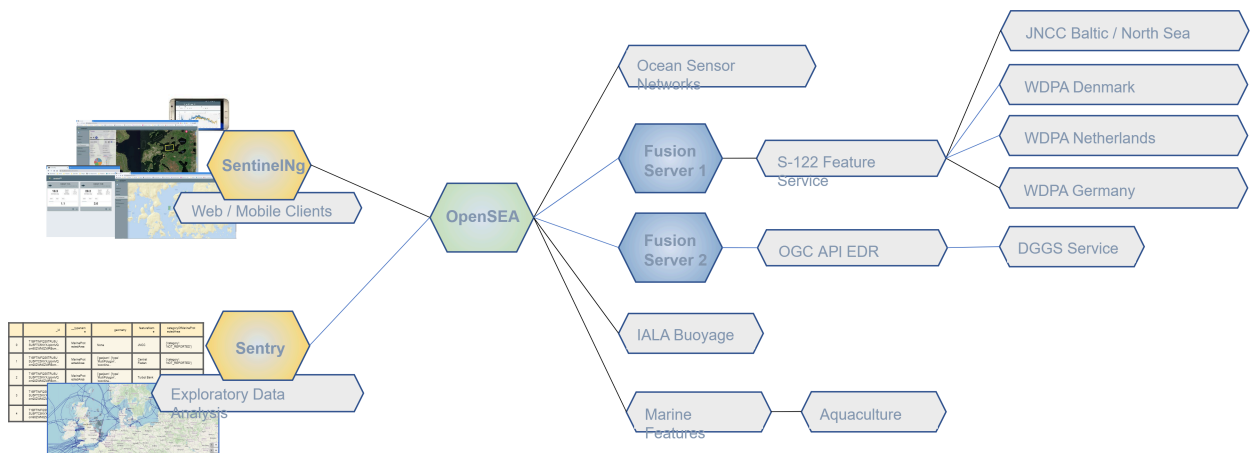 JNCC Baltic / North Sea
Ocean Sensor
Networks
WDPA Denmark
SentinelNg
Fusion
Server 1
S-122 Feature
Service
WDPA Netherlands
WDPA Germany
Web / Mobile Clients
OpenSEA
Fusion
Server 2
OGC API EDR
DGGS Service
IALA Buoyage
Sentry
Exploratory Data
Analysis
Marine
Features
Aquaculture